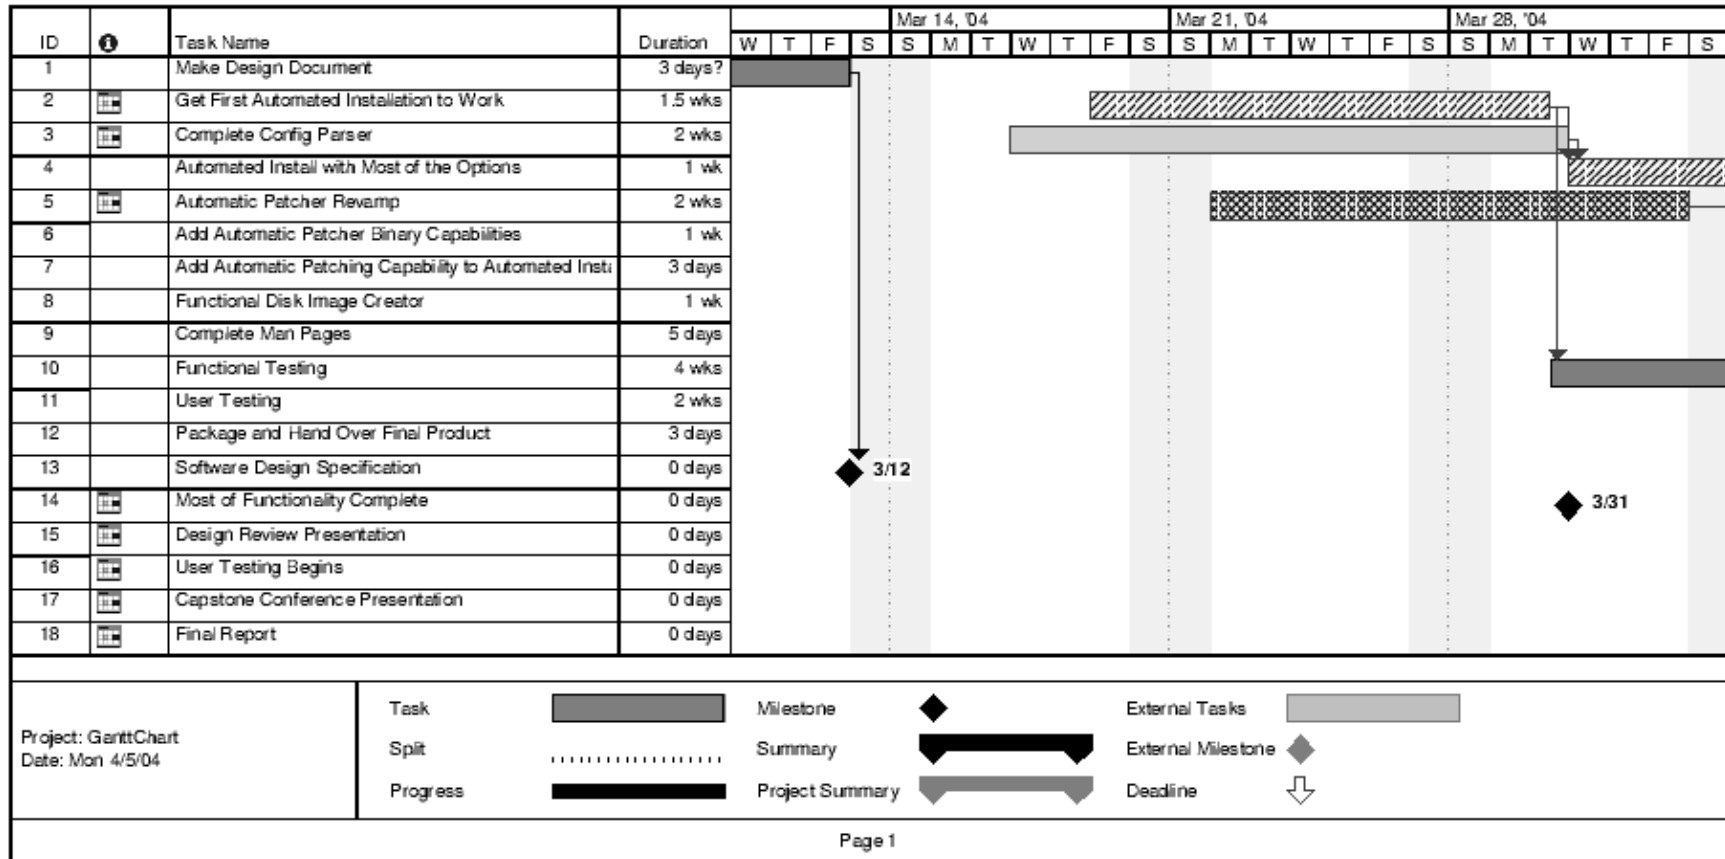 Mar 14, '04 Mar 21, '04 Mar 28, '04
ID Task Name Duration W T F S S M T W T F S S M T W T F S S M T W T F S
1 Make Design Document 3 days?
2 Get First Automated Installation to Work 1.5 wks
3 Complete Config Parser 2 wks
4 Automated Install with Most of the Options 1 wk
5 Automatic Patcher Revamp 2 wks
6 Add Automatic Patcher Binary Capabilities 1 wk
7 Add Automatic Patching Capability to Automated Insta 3 days
8 Functional Disk Image Creator 1 wk
9 Complete Man Pages 5 days
10 Functional Testing 4 wks
11 User Testing 2 wks
12 Package and Hand Over Final Product 3 days
13 Software Design Specification 0 days 3/12
14 Most of Functionality Complete 0 days 3/31
15 Design Review Presentation 0 days
16 User Testing Begins 0 days
17 Capstone Conference Presentation 0 days
18 Final Report 0 days
Project: GanttChart
Date: Mon 4/5/04
Task Milestone External Tasks
Split Summary External Milestone
Progress Project Summary Deadline
Page 1